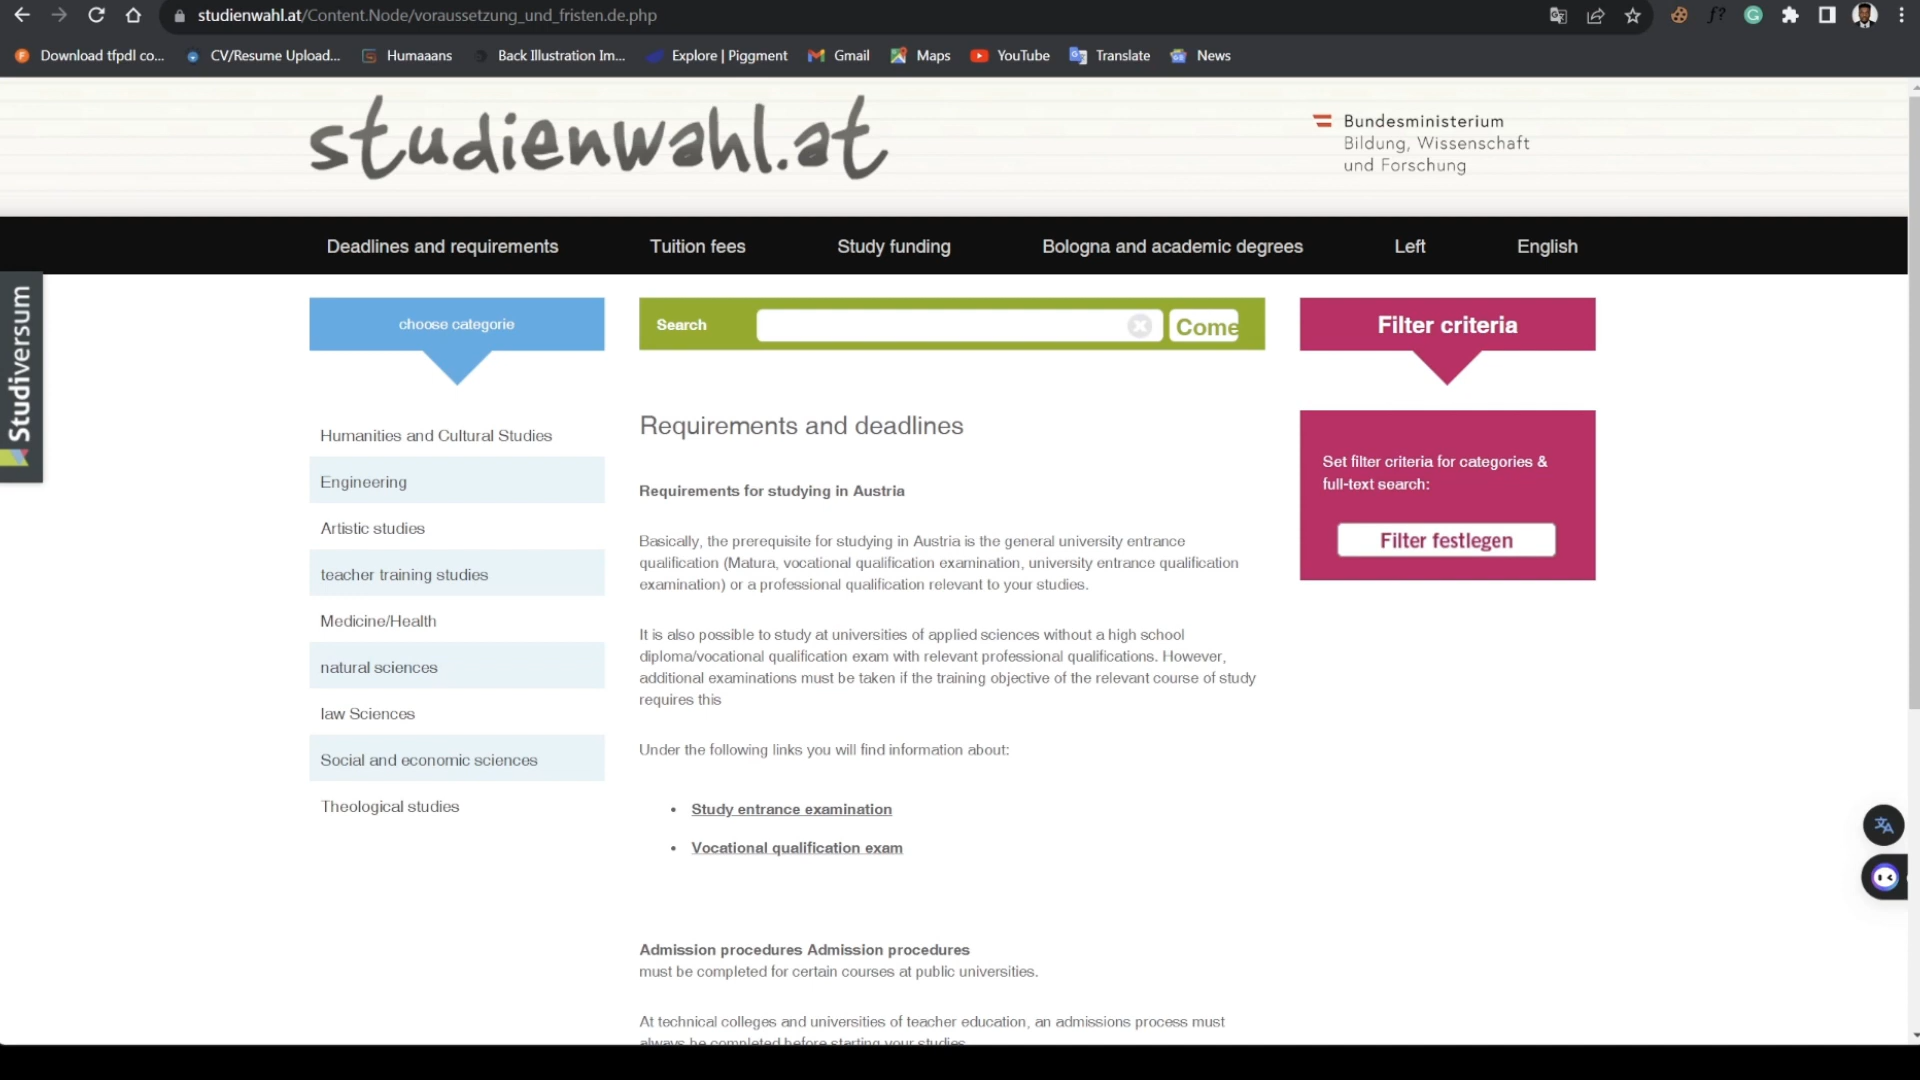 studienwahl.at/Content.Node/voraussetzung_und_fristen.de.php
Download tfpdl co... CV/Resume Upload... Humaaans Back Illustration Im... Explore | Piggment Gmail Maps YouTube Translate News
studienwahl.at
Bundesministerium
Bildung, Wissenschaft
und Forschung
Deadlines and requirements Tuition fees Study funding Bologna and academic degrees Left English
Studiversum
choose categorie
Humanities and Cultural Studies
Engineering
Artistic studies
teacher training studies
Medicine/Health
natural sciences
law Sciences
Social and economic sciences
Theological studies
Search Come
Requirements and deadlines
Requirements for studying in Austria
Basically, the prerequisite for studying in Austria is the general university entrance
qualification (Matura, vocational qualification examination, university entrance qualification
examination) or a professional qualification relevant to your studies.
It is also possible to study at universities of applied sciences without a high school
diploma/vocational qualification exam with relevant professional qualifications. However,
additional examinations must be taken if the training objective of the relevant course of study
requires this
Under the following links you will find information about:
• Study entrance examination
• Vocational qualification exam
Admission procedures Admission procedures
must be completed for certain courses at public universities.
At technical colleges and universities of teacher education, an admissions process must
always be completed before starting your studies
Filter criteria
Set filter criteria for categories &
full-text search:
Filter festlegen